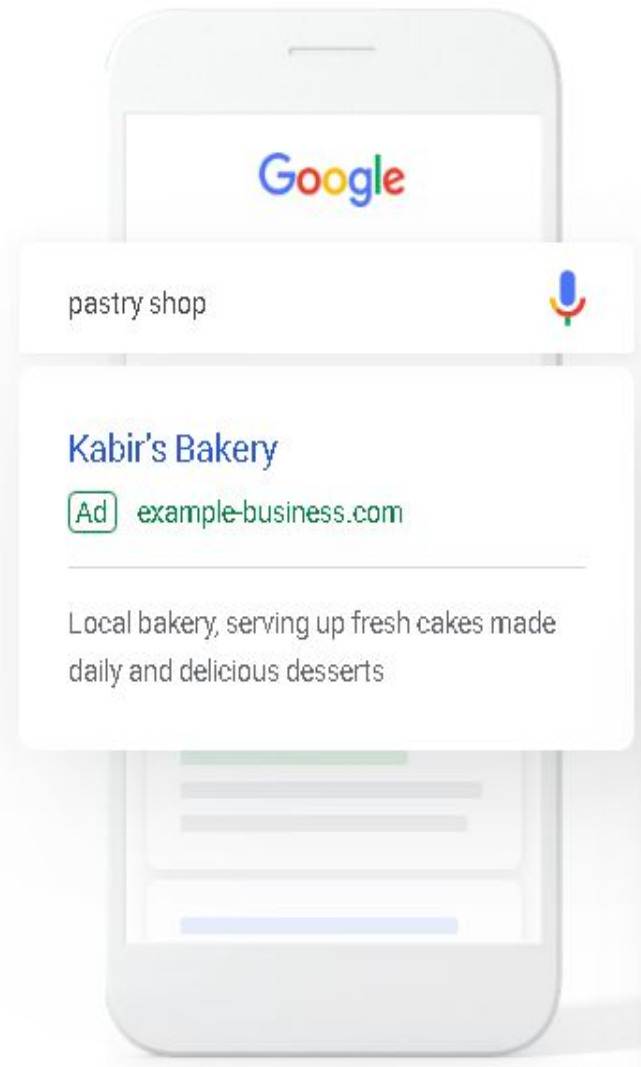 Google
pastry shop
Kabir's Bakery
Ad example-business.com
Local bakery, serving up fresh cakes made
daily and delicious desserts